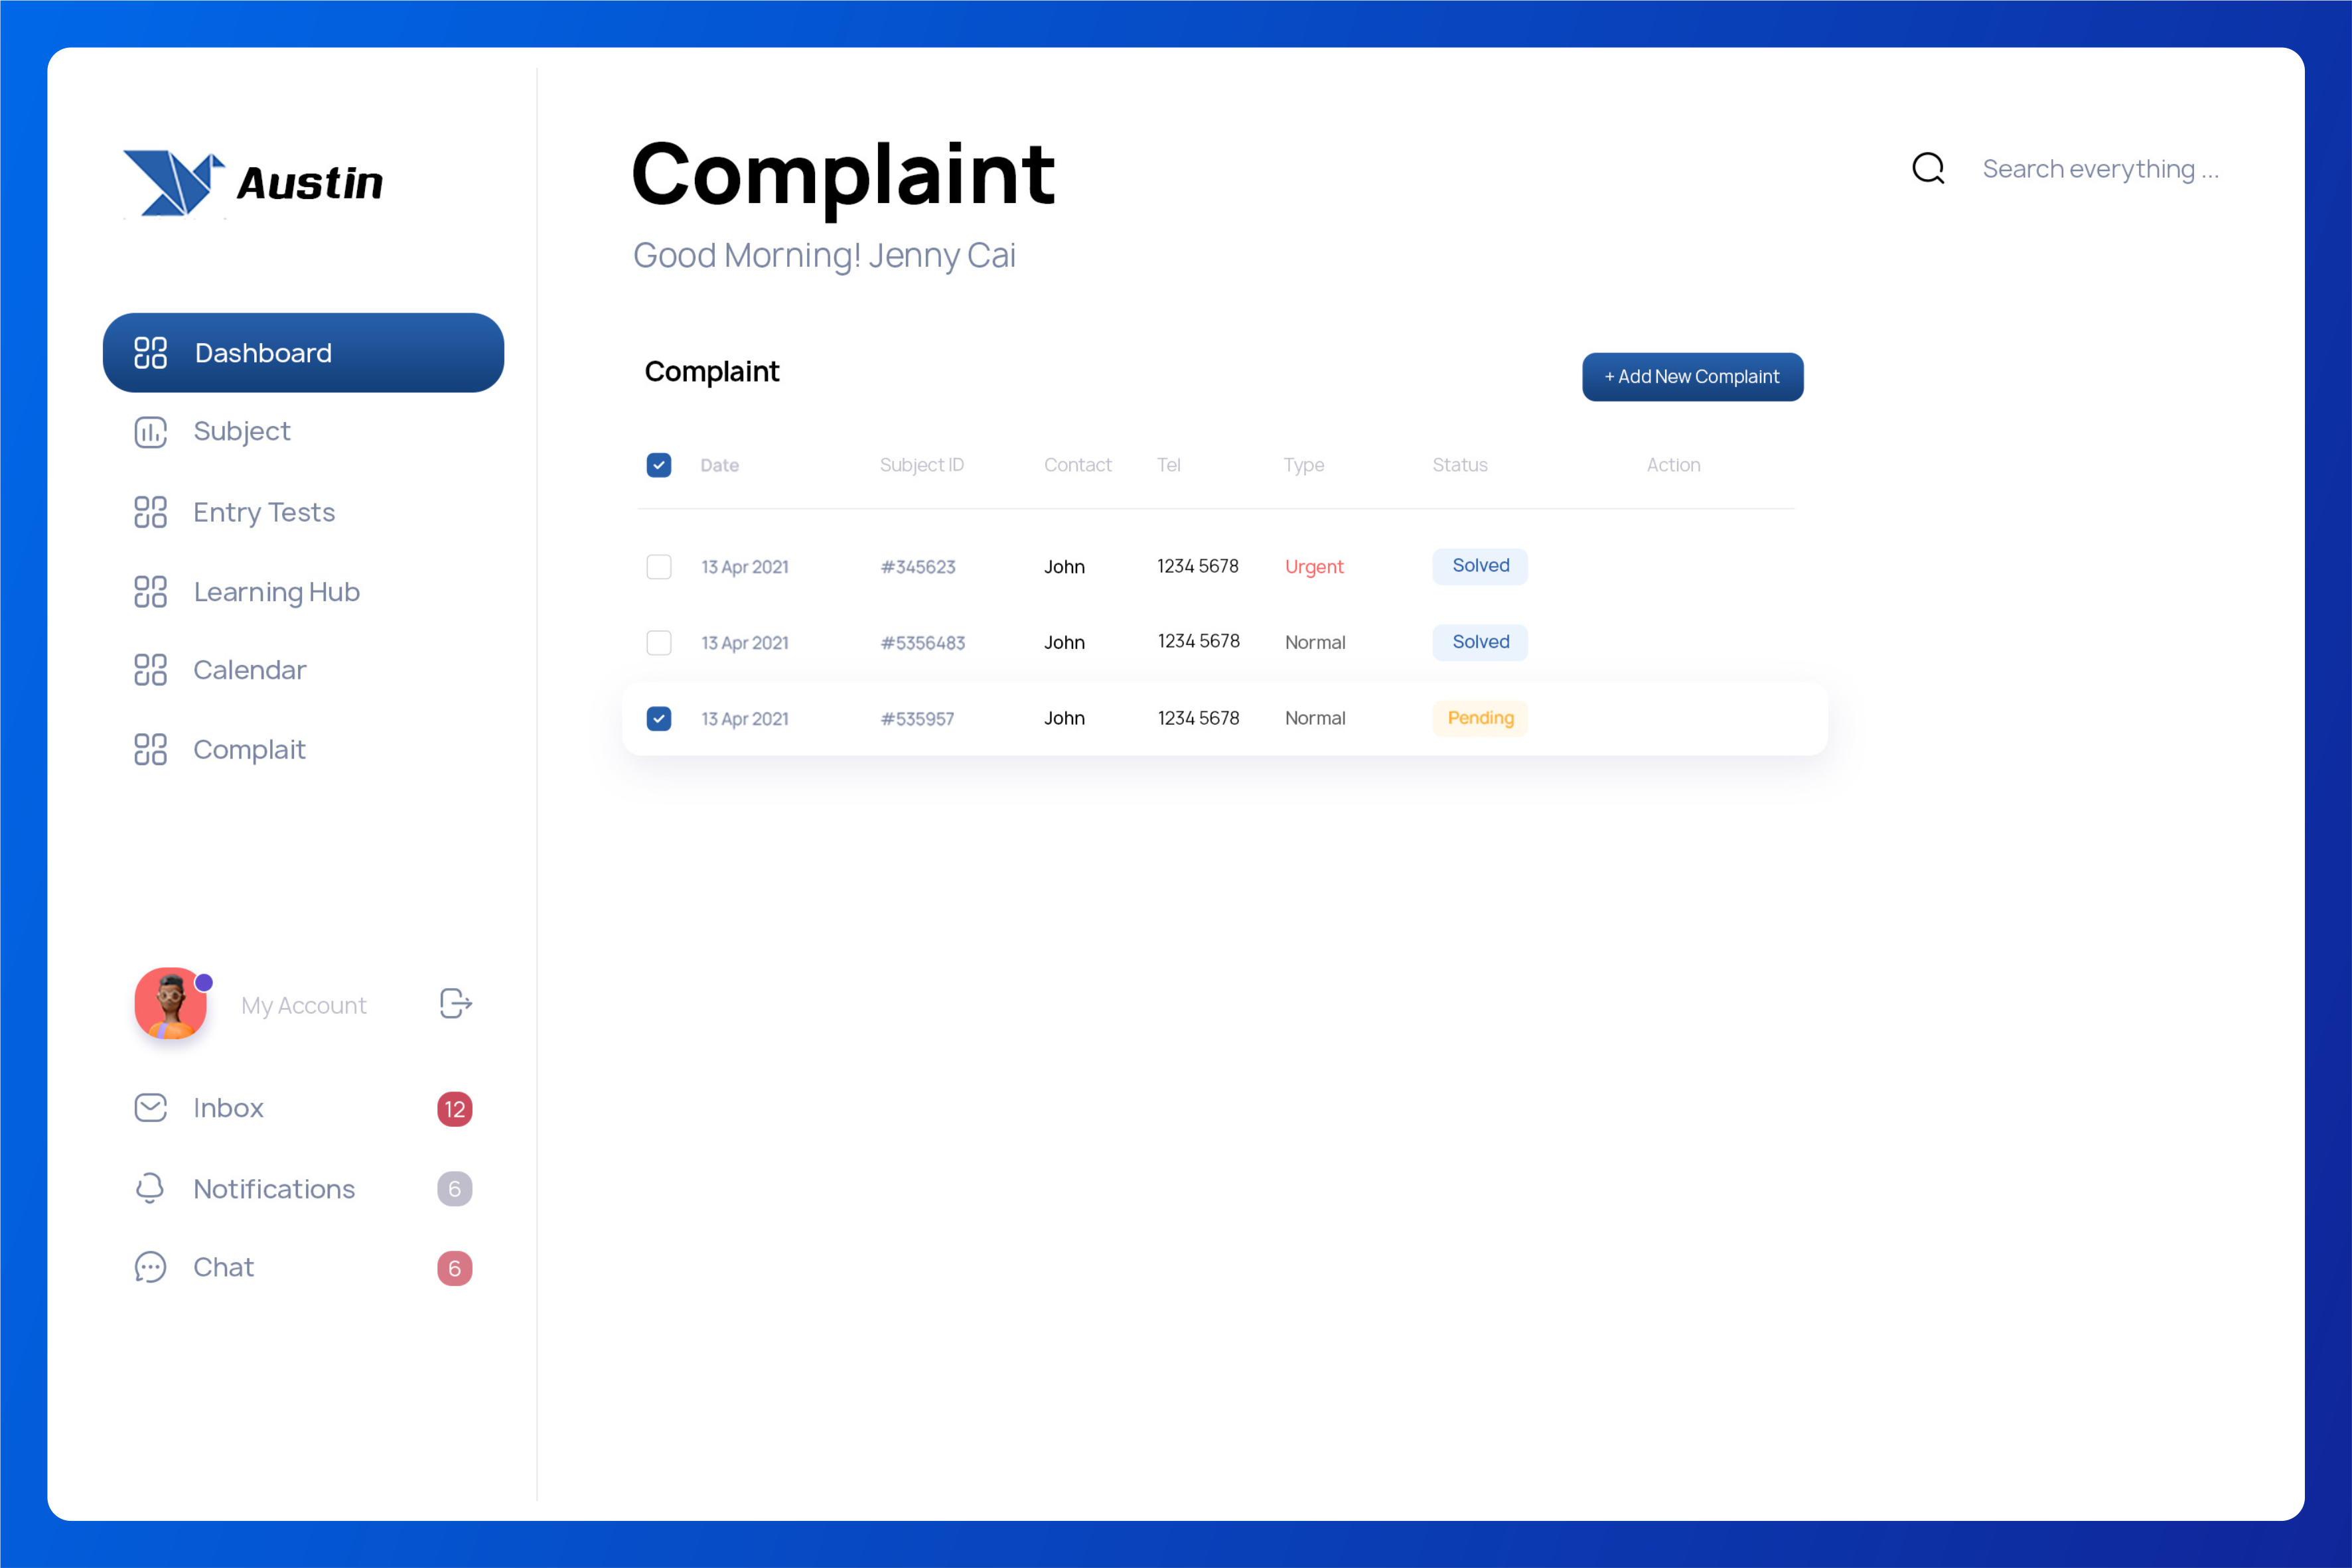 Austin
Dashboard
Subject
Entry Tests
Learning Hub
Calendar
Complait
My Account
Inbox 12
Notifications 6
Chat 6
Complaint
Good Morning! Jenny Cai
Search everything ...
Complaint
+ Add New Complaint
Date Subject ID Contact Tel Type Status Action
13 Apr 2021 #345623 John 1234 5678 Urgent Solved
13 Apr 2021 #5356483 John 1234 5678 Normal Solved
13 Apr 2021 #535957 John 1234 5678 Normal Pending